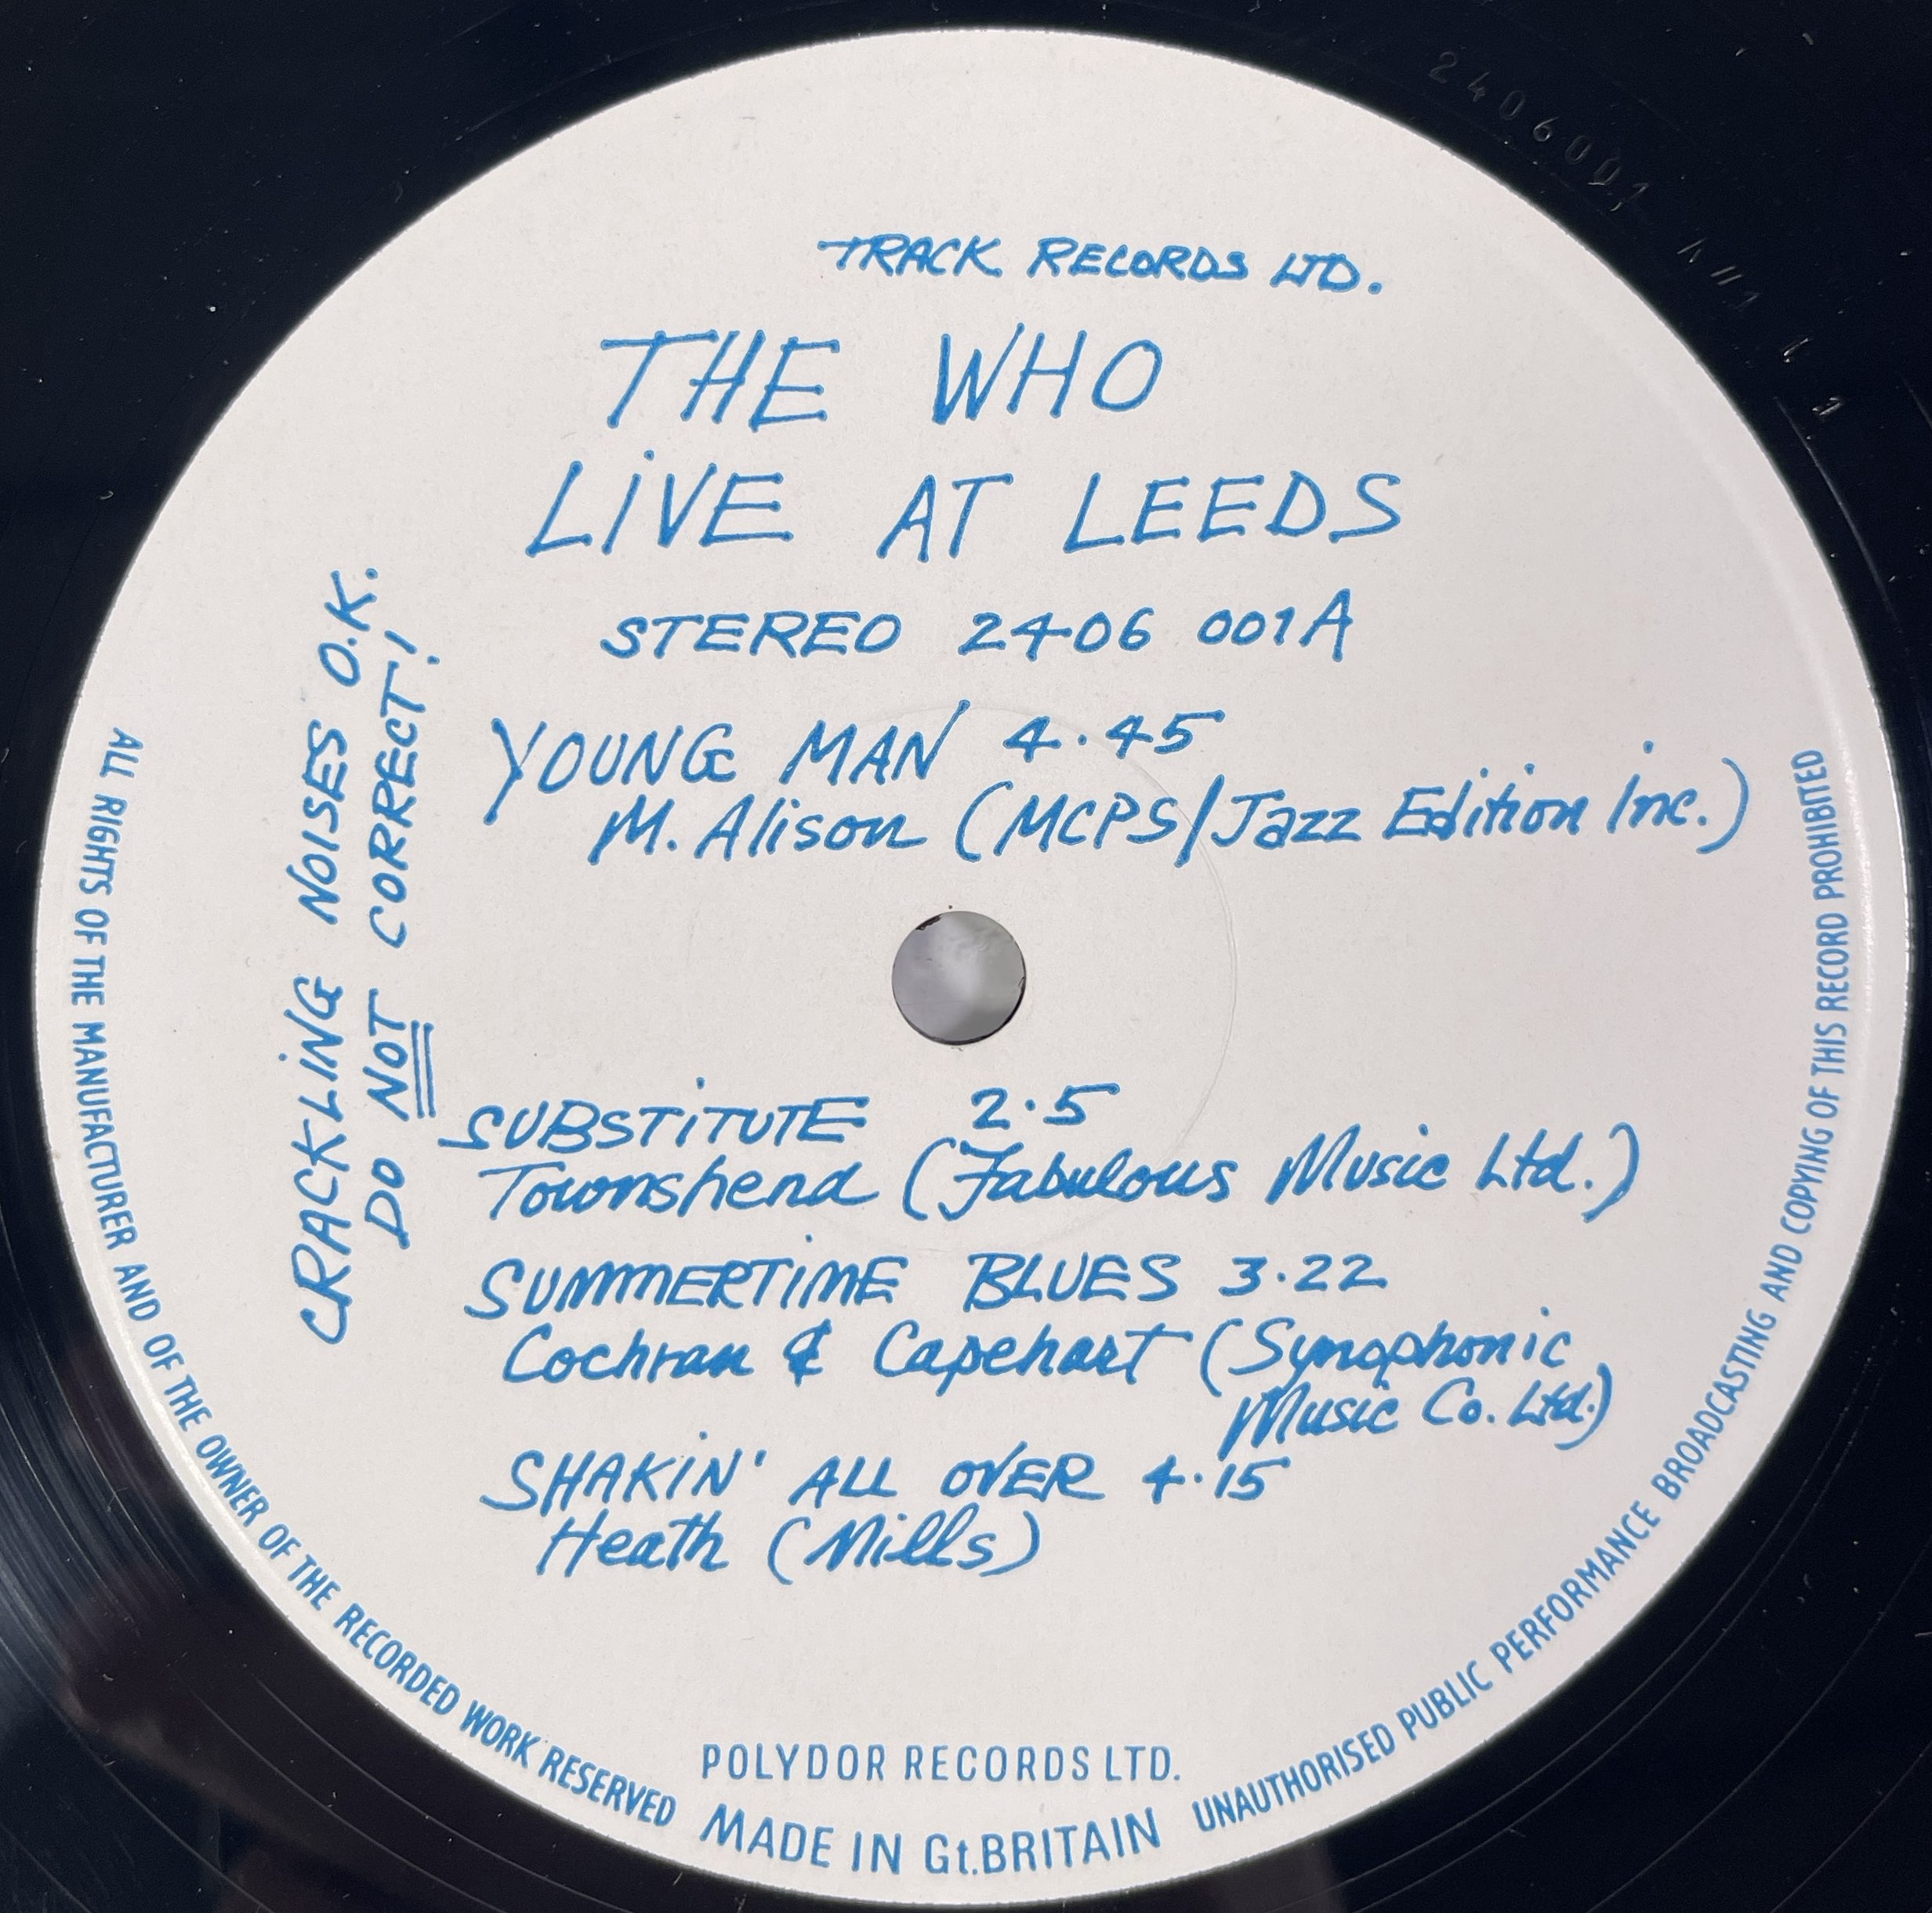 TRACK RECORDS LTD.
THE WHO
LiVE AT LEEDS
STEREO 2406 001A
YOUNG MAN 4.45
M. Alison (MCPS/Jazz Edition Inc.)
CRACKLING NOISES O.K.
DO NOT CORRECT!
SUBSTITUTE 2.5
Townshend (Fabulous Music Ltd.)
SUMMERTIME BLUES 3.22
Cochran & Capehart (Synophonic
Music Co. Ltd.)
SHAKIN' ALL OVER 4.15
Heath (Mills)
POLYDOR RECORDS LTD.
MADE IN Gt.BRITAIN
ALL RIGHTS OF THE MANUFACTURER AND OF THE OWNER OF THE RECORDED WORK RESERVED
UNAUTHORISED PUBLIC PERFORMANCE BROADCASTING AND COPYING OF THIS RECORD PROHIBITED
2406001